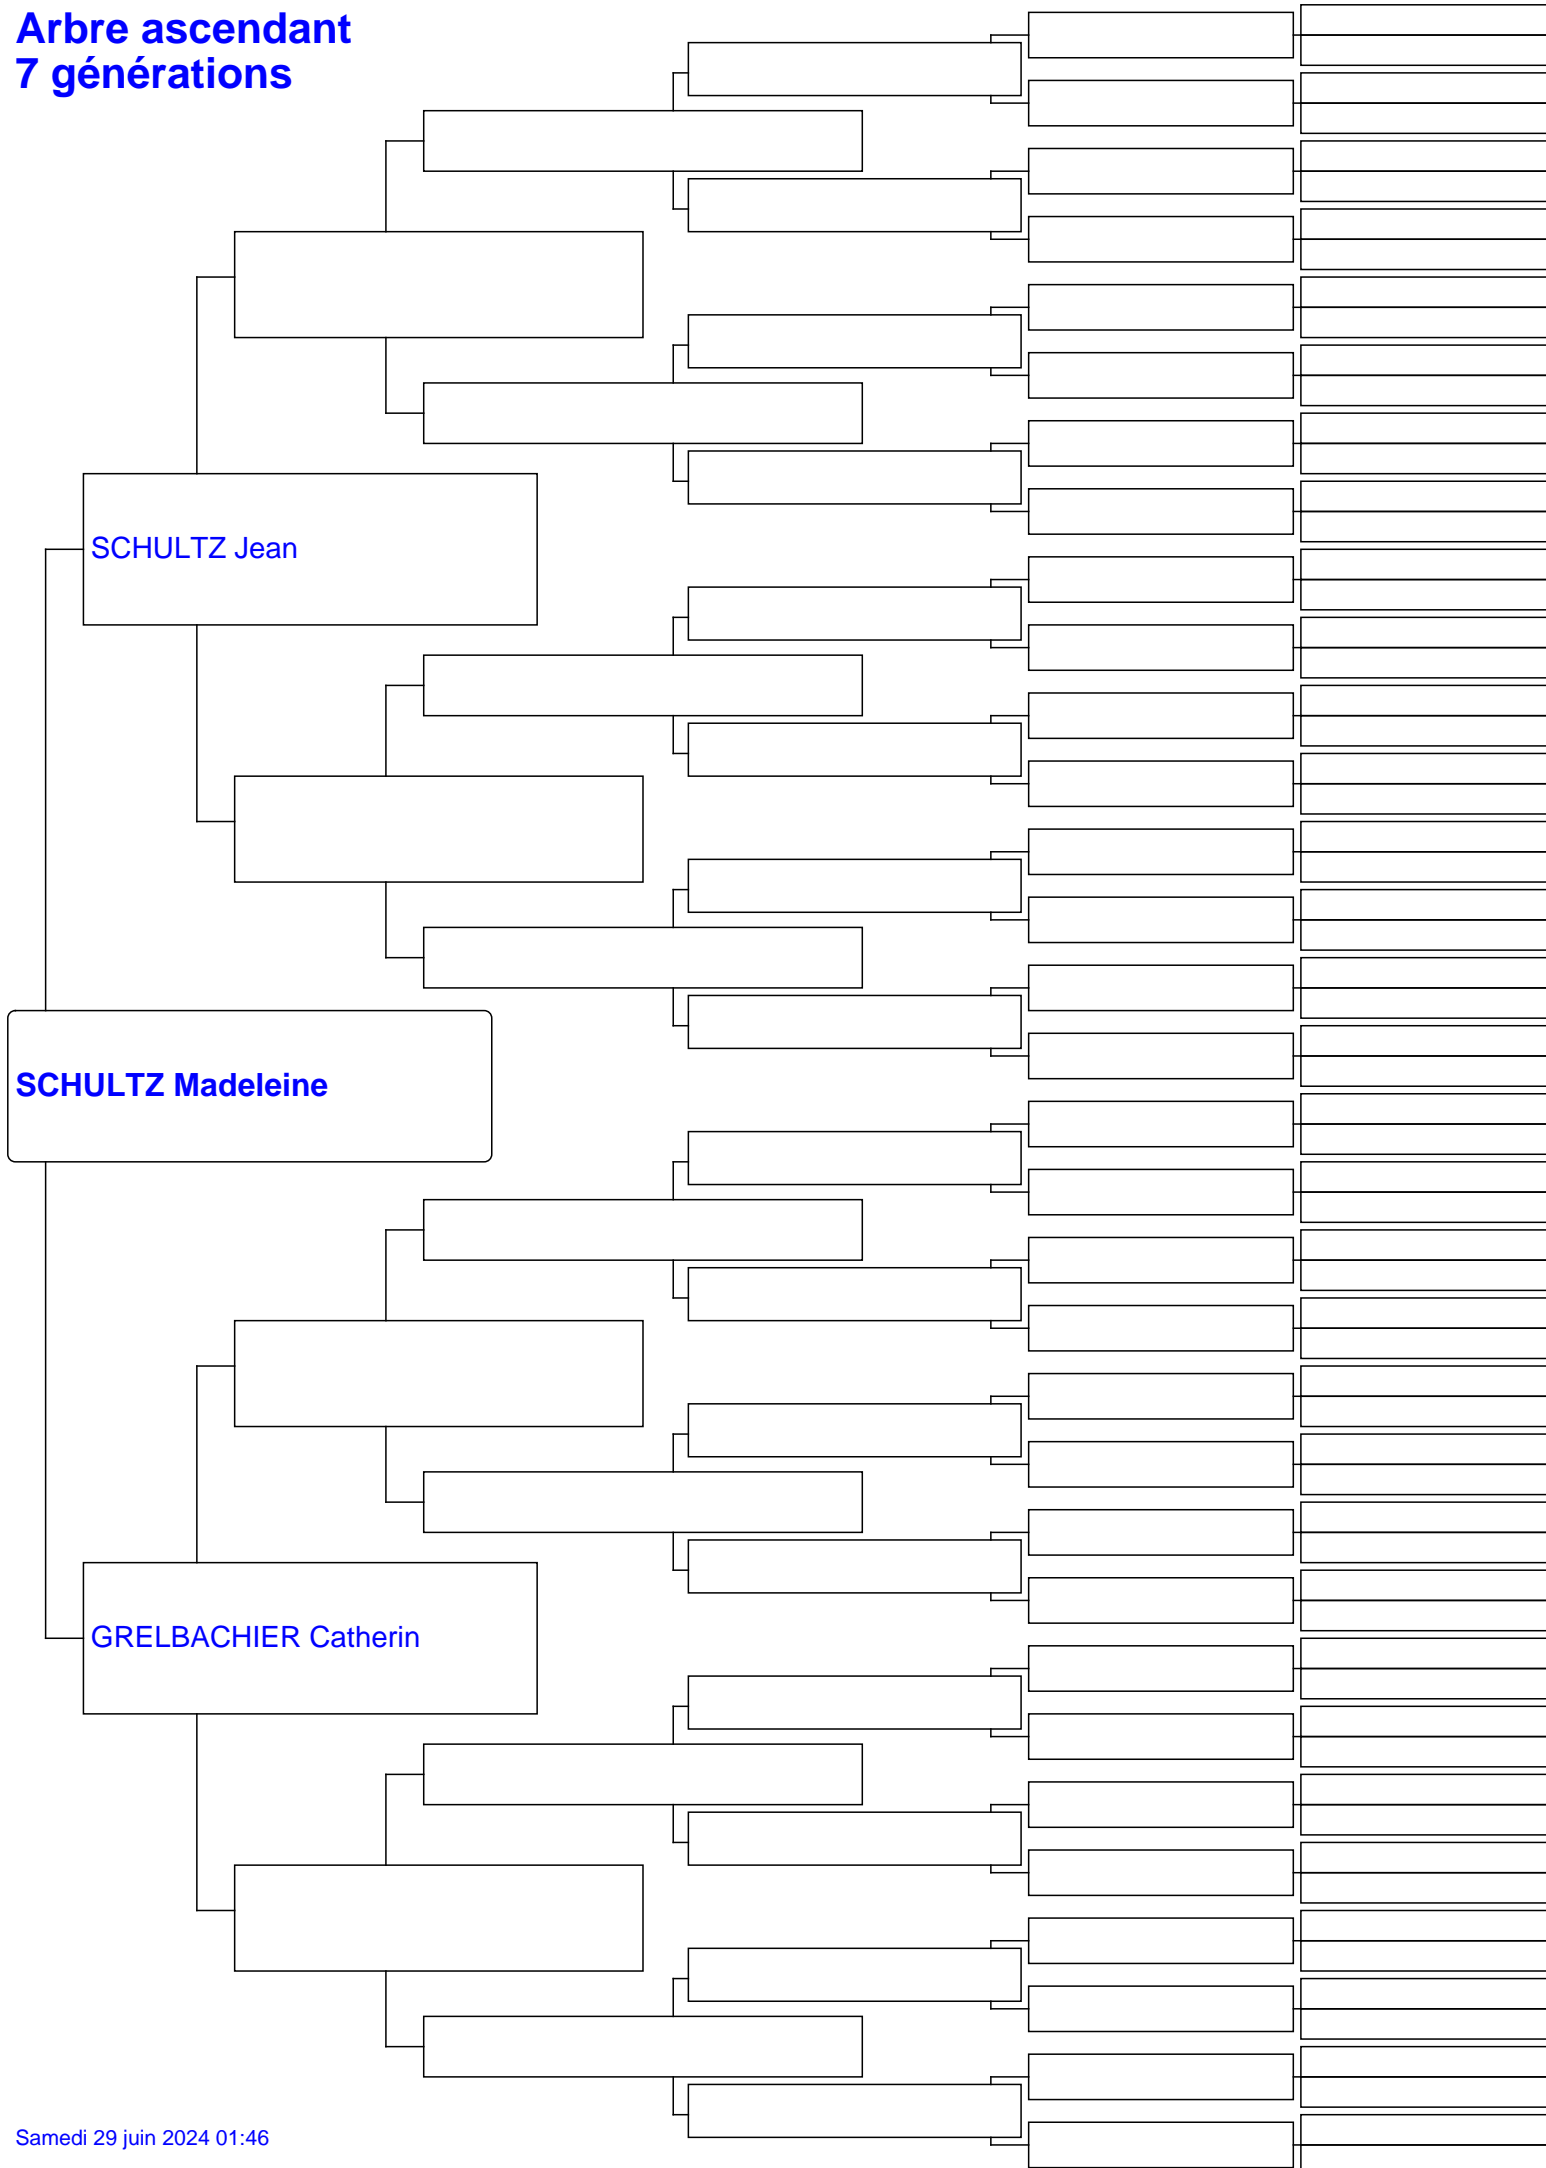 Arbre ascendant
7 générations
SCHULTZ Jean
SCHULTZ Madeleine
GRELBACHIER Catherin
Samedi 29 juin 2024 01:46